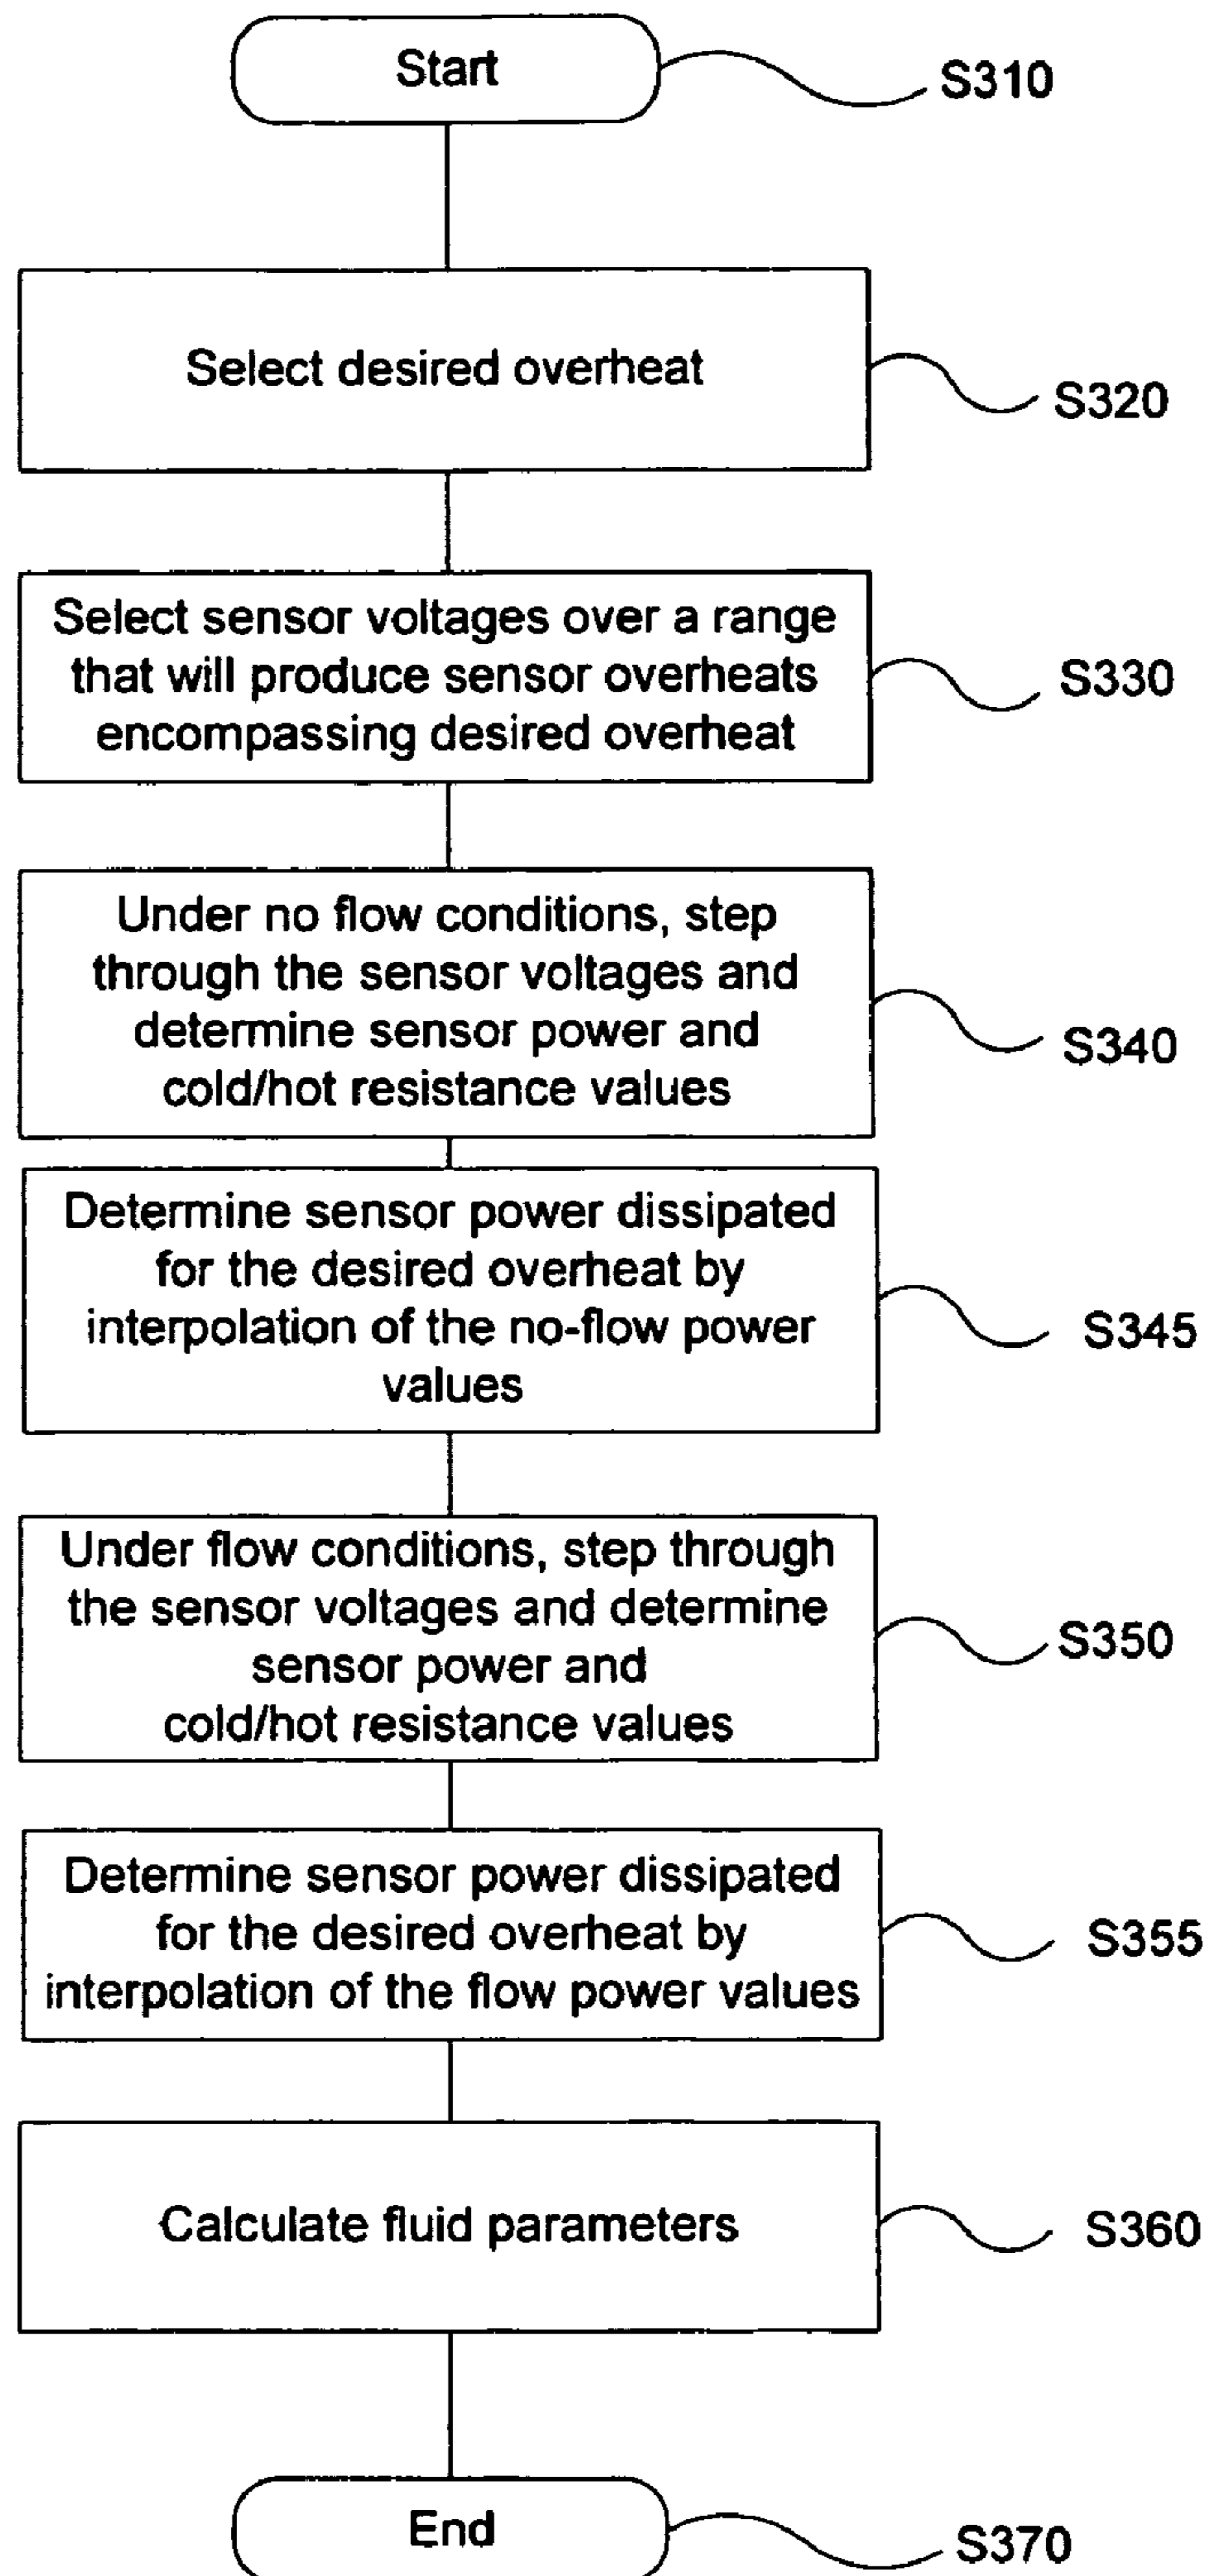 Start
S310
Select desired overheat
S320
Select sensor voltages over a range
that will produce sensor overheats
encompassing desired overheat
S330
Under no flow conditions, step
through the sensor voltages and
determine sensor power and
cold/hot resistance values
S340
Determine sensor power dissipated
for the desired overheat by
interpolation of the no-flow power
values
S345
Under flow conditions, step through
the sensor voltages and determine
sensor power and
cold/hot resistance values
S350
Determine sensor power dissipated
for the desired overheat by
interpolation of the flow power values
S355
Calculate fluid parameters
S360
End
S370